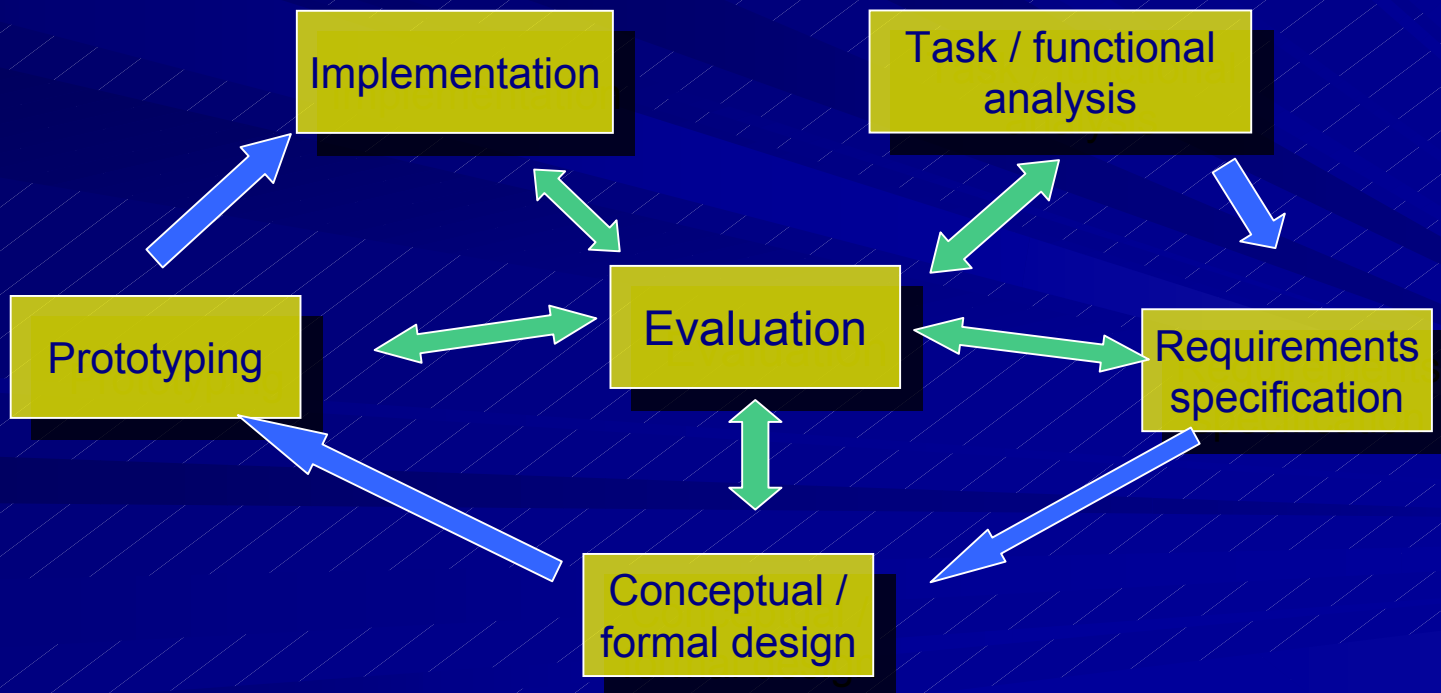 Implementation
Task / functional
analysis
Evaluation
Prototyping
Requirements
specification
Conceptual /
formal design